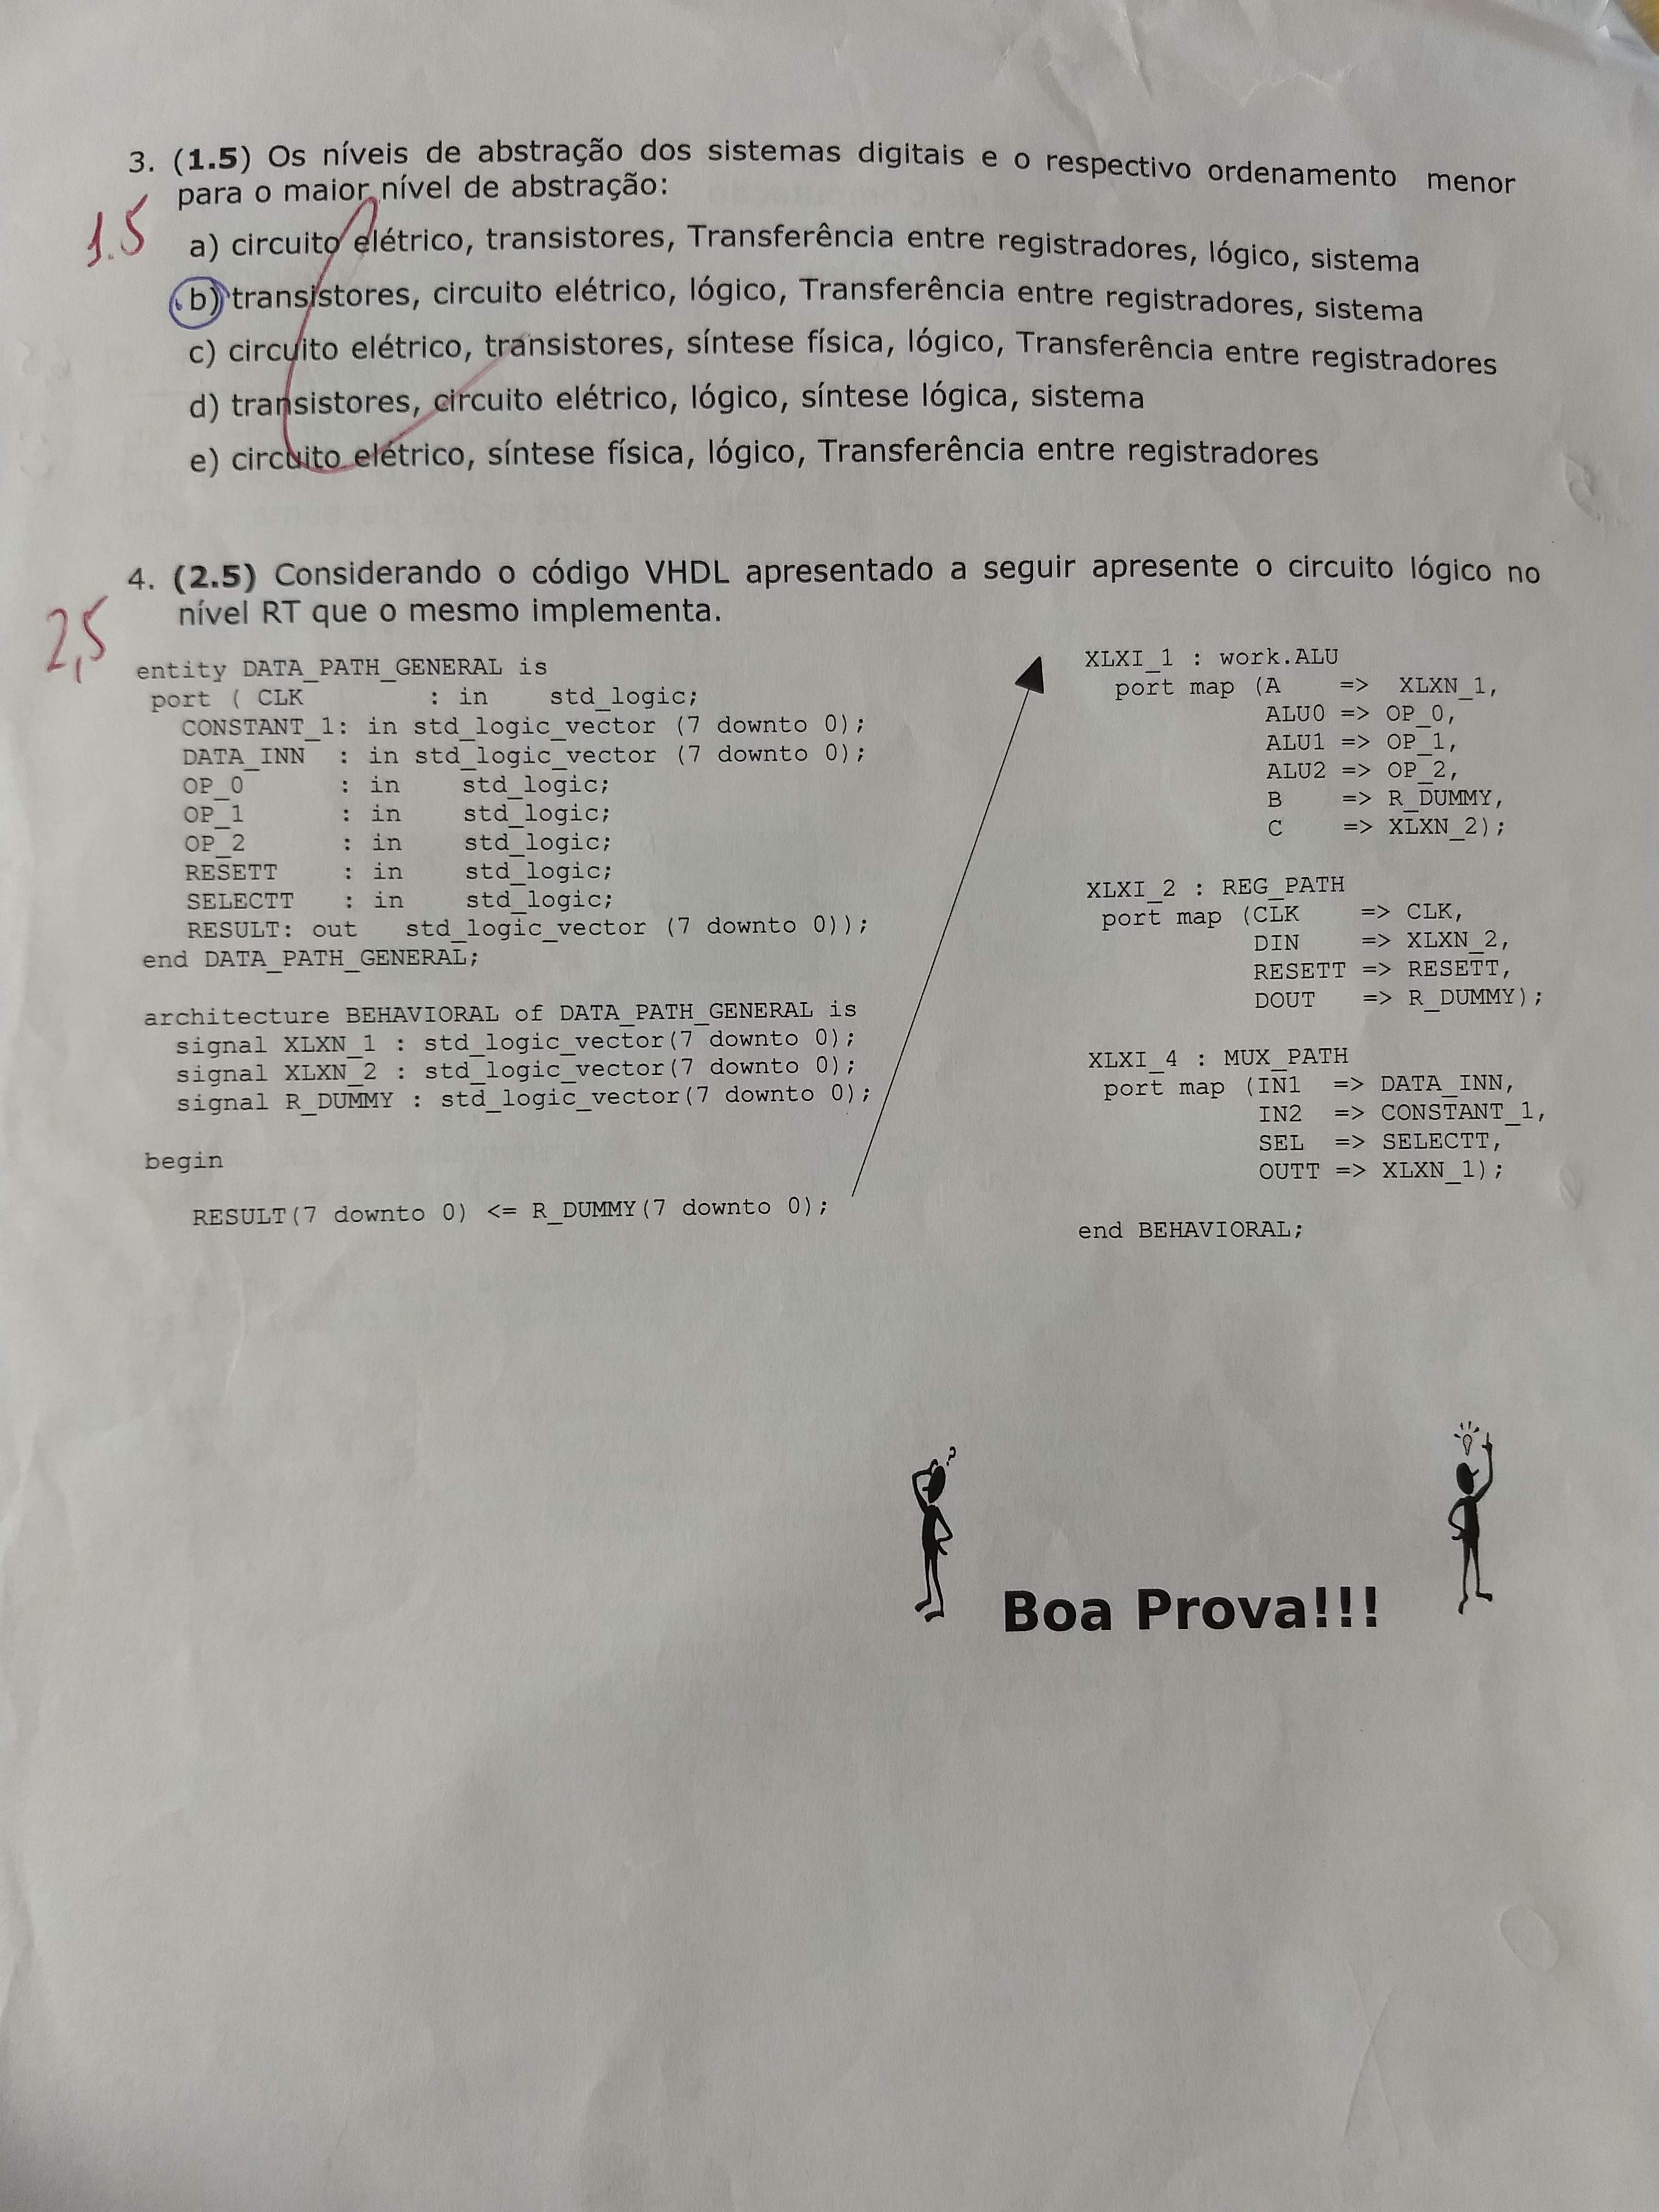 3. (1.5) Os níveis de abstração dos sistemas digitais e o respectivo ordenamento menor
para o maior nível de abstração:
1.5
a) circuito elétrico, transistores, Transferência entre registradores, lógico, sistema
b) transistores, circuito elétrico, lógico, Transferência entre registradores, sistema
c) circuito elétrico, transistores, síntese física, lógico, Transferência entre registradores
d) transistores, circuito elétrico, lógico, síntese lógica, sistema
e) circuito elétrico, síntese física, lógico, Transferência entre registradores
4. (2.5) Considerando o código VHDL apresentado a seguir apresente o circuito lógico no
nível RT que o mesmo implementa.
2,5
entity DATA_PATH_GENERAL is
port ( CLK : in std_logic;
CONSTANT_1: in std_logic_vector (7 downto 0);
DATA_INN : in std_logic_vector (7 downto 0);
OP_0 : in std_logic;
OP_1 : in std_logic;
OP_2 : in std_logic;
RESETT : in std_logic;
SELECTT : in std_logic;
RESULT: out std_logic_vector (7 downto 0));
end DATA_PATH_GENERAL;
architecture BEHAVIORAL of DATA_PATH_GENERAL is
signal XLXN_1 : std_logic_vector(7 downto 0);
signal XLXN_2 : std_logic_vector(7 downto 0);
signal R_DUMMY : std_logic_vector(7 downto 0);
begin
RESULT(7 downto 0) <= R_DUMMY(7 downto 0);
XLXI_1 : work.ALU
port map (A => XLXN_1,
ALU0 => OP_0,
ALU1 => OP_1,
ALU2 => OP_2,
B => R_DUMMY,
C => XLXN_2);
XLXI_2 : REG_PATH
port map (CLK => CLK,
DIN => XLXN_2,
RESETT => RESETT,
DOUT => R_DUMMY);
XLXI_4 : MUX_PATH
port map (IN1 => DATA_INN,
IN2 => CONSTANT_1,
SEL => SELECTT,
OUTT => XLXN_1);
end BEHAVIORAL;
?
Boa Prova!!!